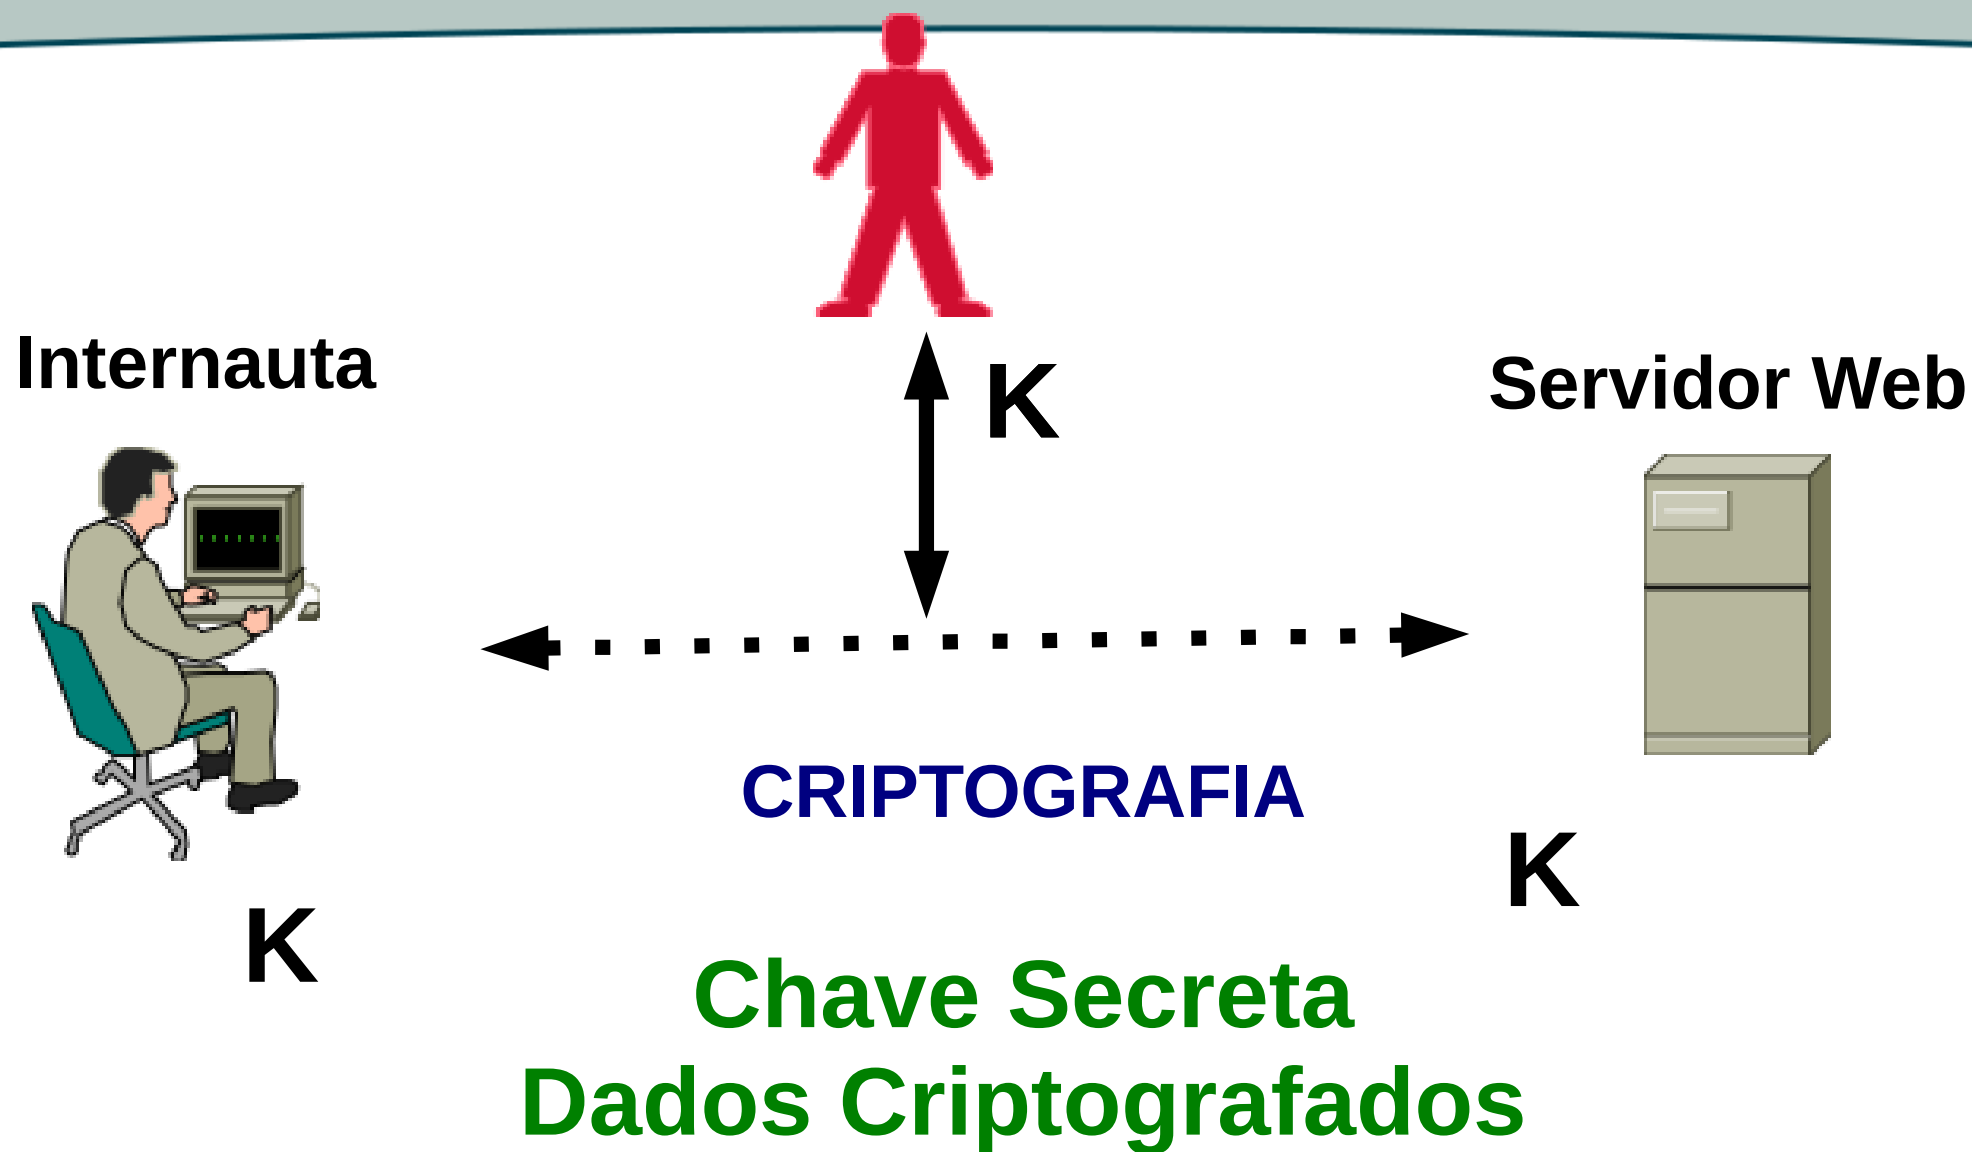 Internauta
K
Servidor Web
CRIPTOGRAFIA
K
K
Chave Secreta
Dados Criptografados